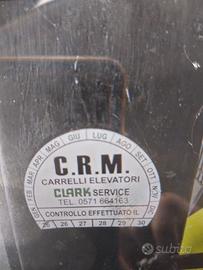 GEN FEB MAR APR MAG GIU LUG AGO SET OTT NOV DIC
C.R.M.
CARRELLI ELEVATORI
CLARK SERVICE
TEL. 0571 664163
CONTROLLO EFFETTUATO IL
25 26 27 28 29 30
subito